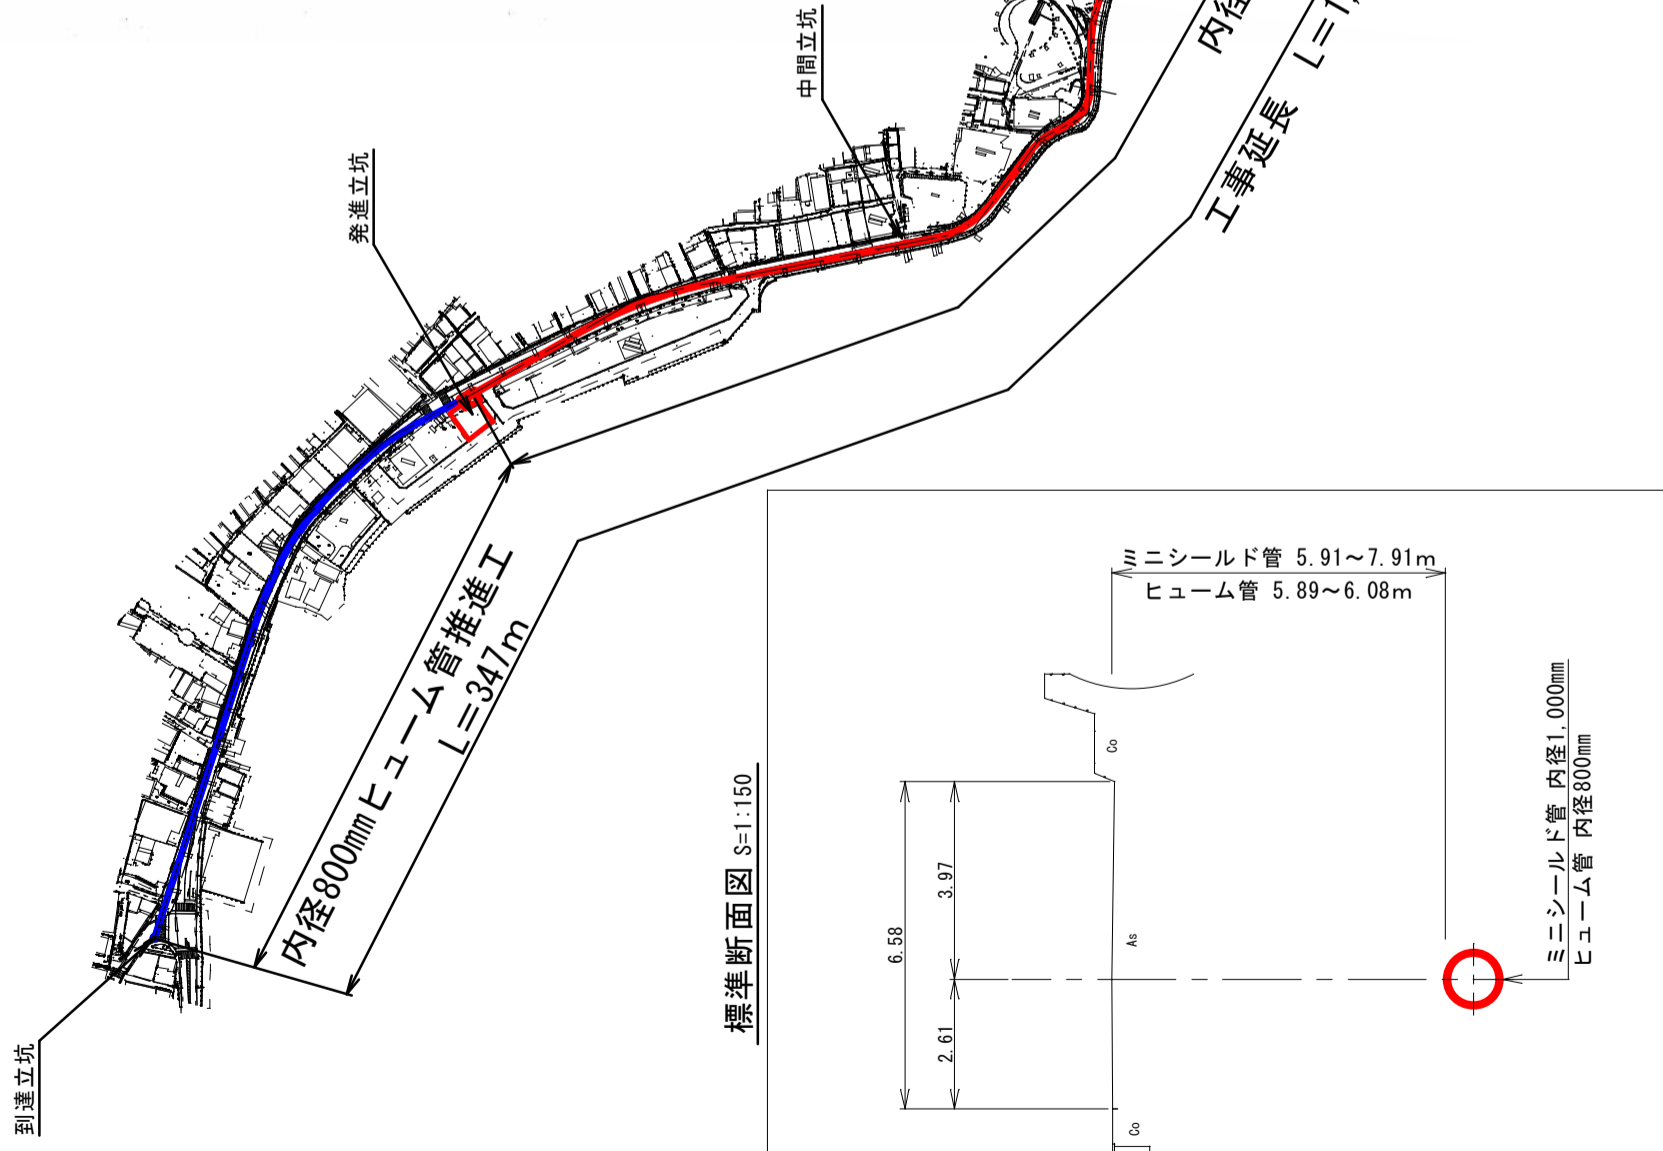 到達立坑
発進立坑
中間立坑
内径800mmヒューム管推進工
L=347m
内径
工事延長 L=1,
標準断面図 S=1:150
ミニシールド管 5.91～7.91m
ヒューム管 5.89～6.08m
Co
6.58
3.97
2.61
As
Co
ミニシールド管 内径1,000mm
ヒューム管 内径800mm